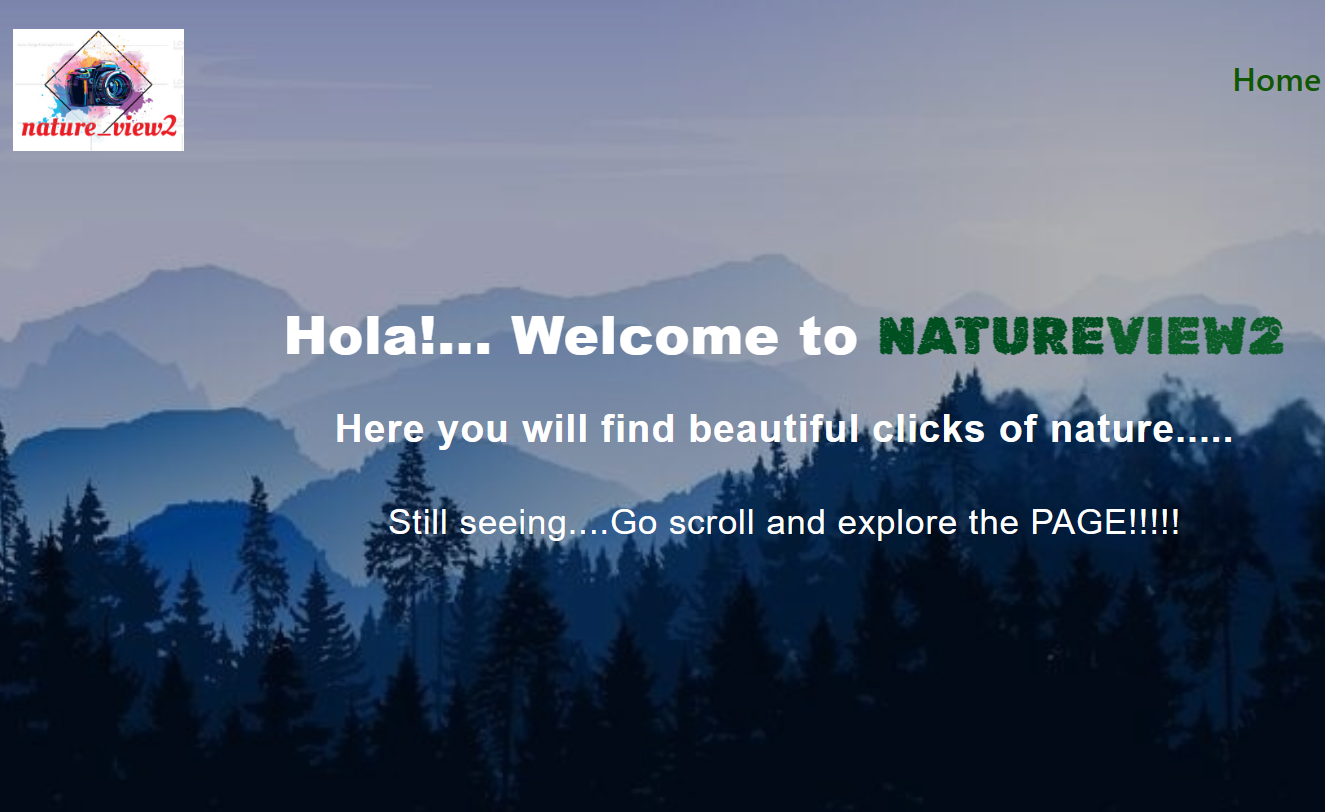 nature_view2
Home
Hola!... Welcome to NATUREVIEW2
Here you will find beautiful clicks of nature.....
Still seeing....Go scroll and explore the PAGE!!!!!